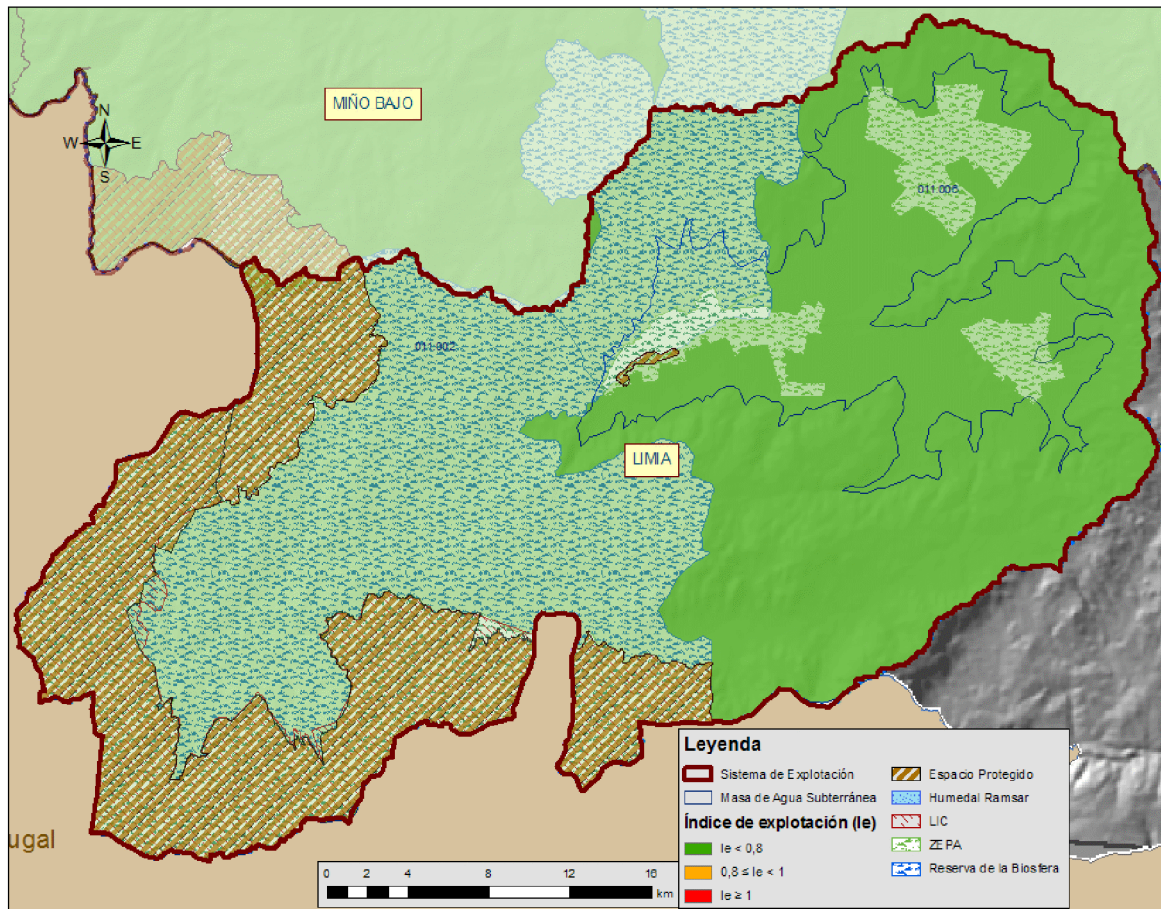 MIÑO BAJO
N
W E
S
011.006
011.002
LIMIA
ugal
Leyenda
Sistema de Explotación
Masa de Agua Subterránea
Índice de explotación (Ie)
Ie < 0,8
0,8 ≤ Ie < 1
Ie ≥ 1
Espacio Protegido
Humedal Ramsar
LIC
ZEPA
Reserva de la Biosfera
0 2 4 8 12 16
km